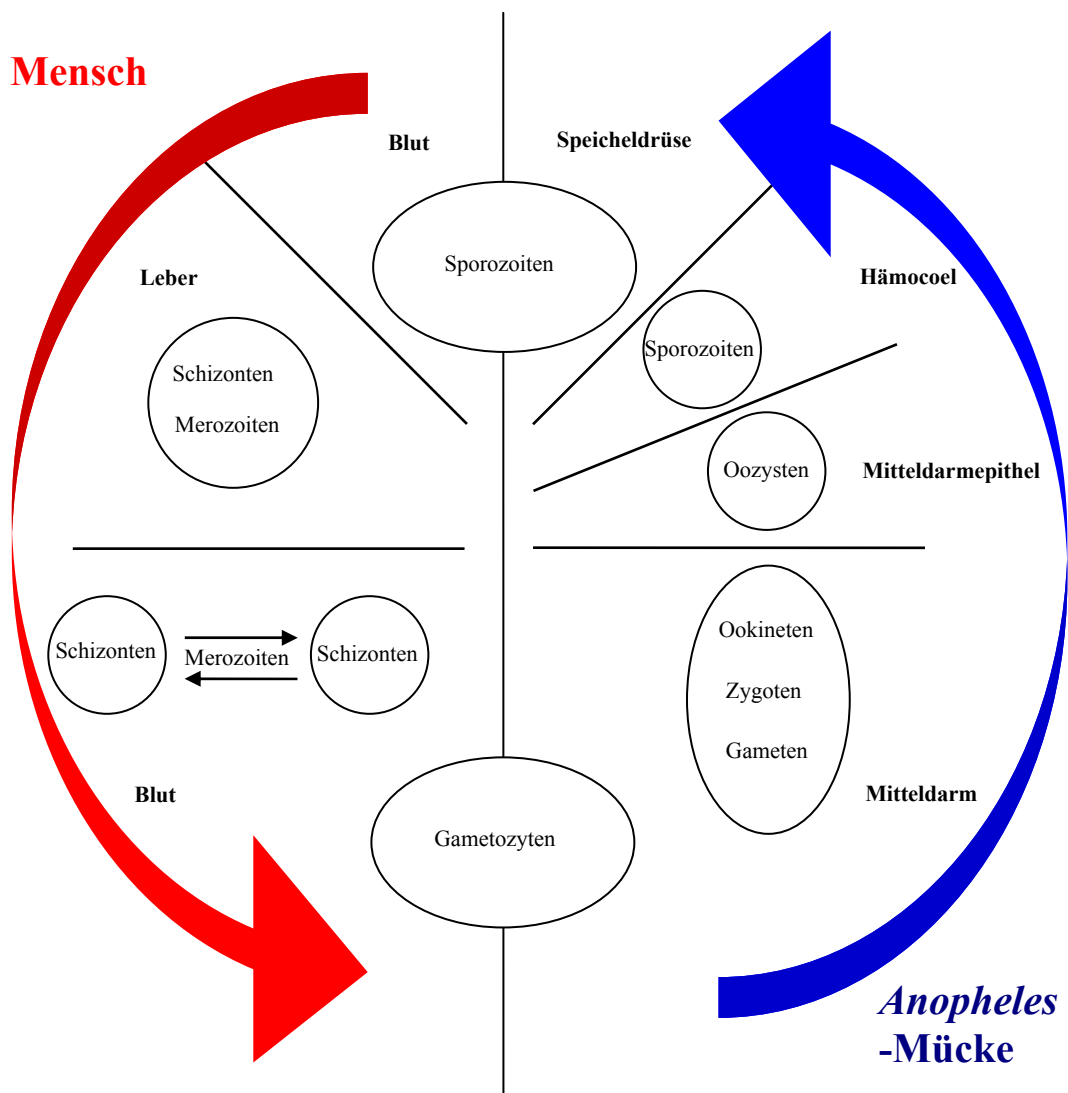 Mensch
Blut
Speicheldrüse
Sporozoiten
Leber
Hämocoel
Schizonten
Merozoiten
Sporozoiten
Oozysten
Mitteldarmepithel
Schizonten
Merozoiten
Schizonten
Ookineten
Zygoten
Gameten
Blut
Mitteldarm
Gametozyten
Anopheles
-Mücke